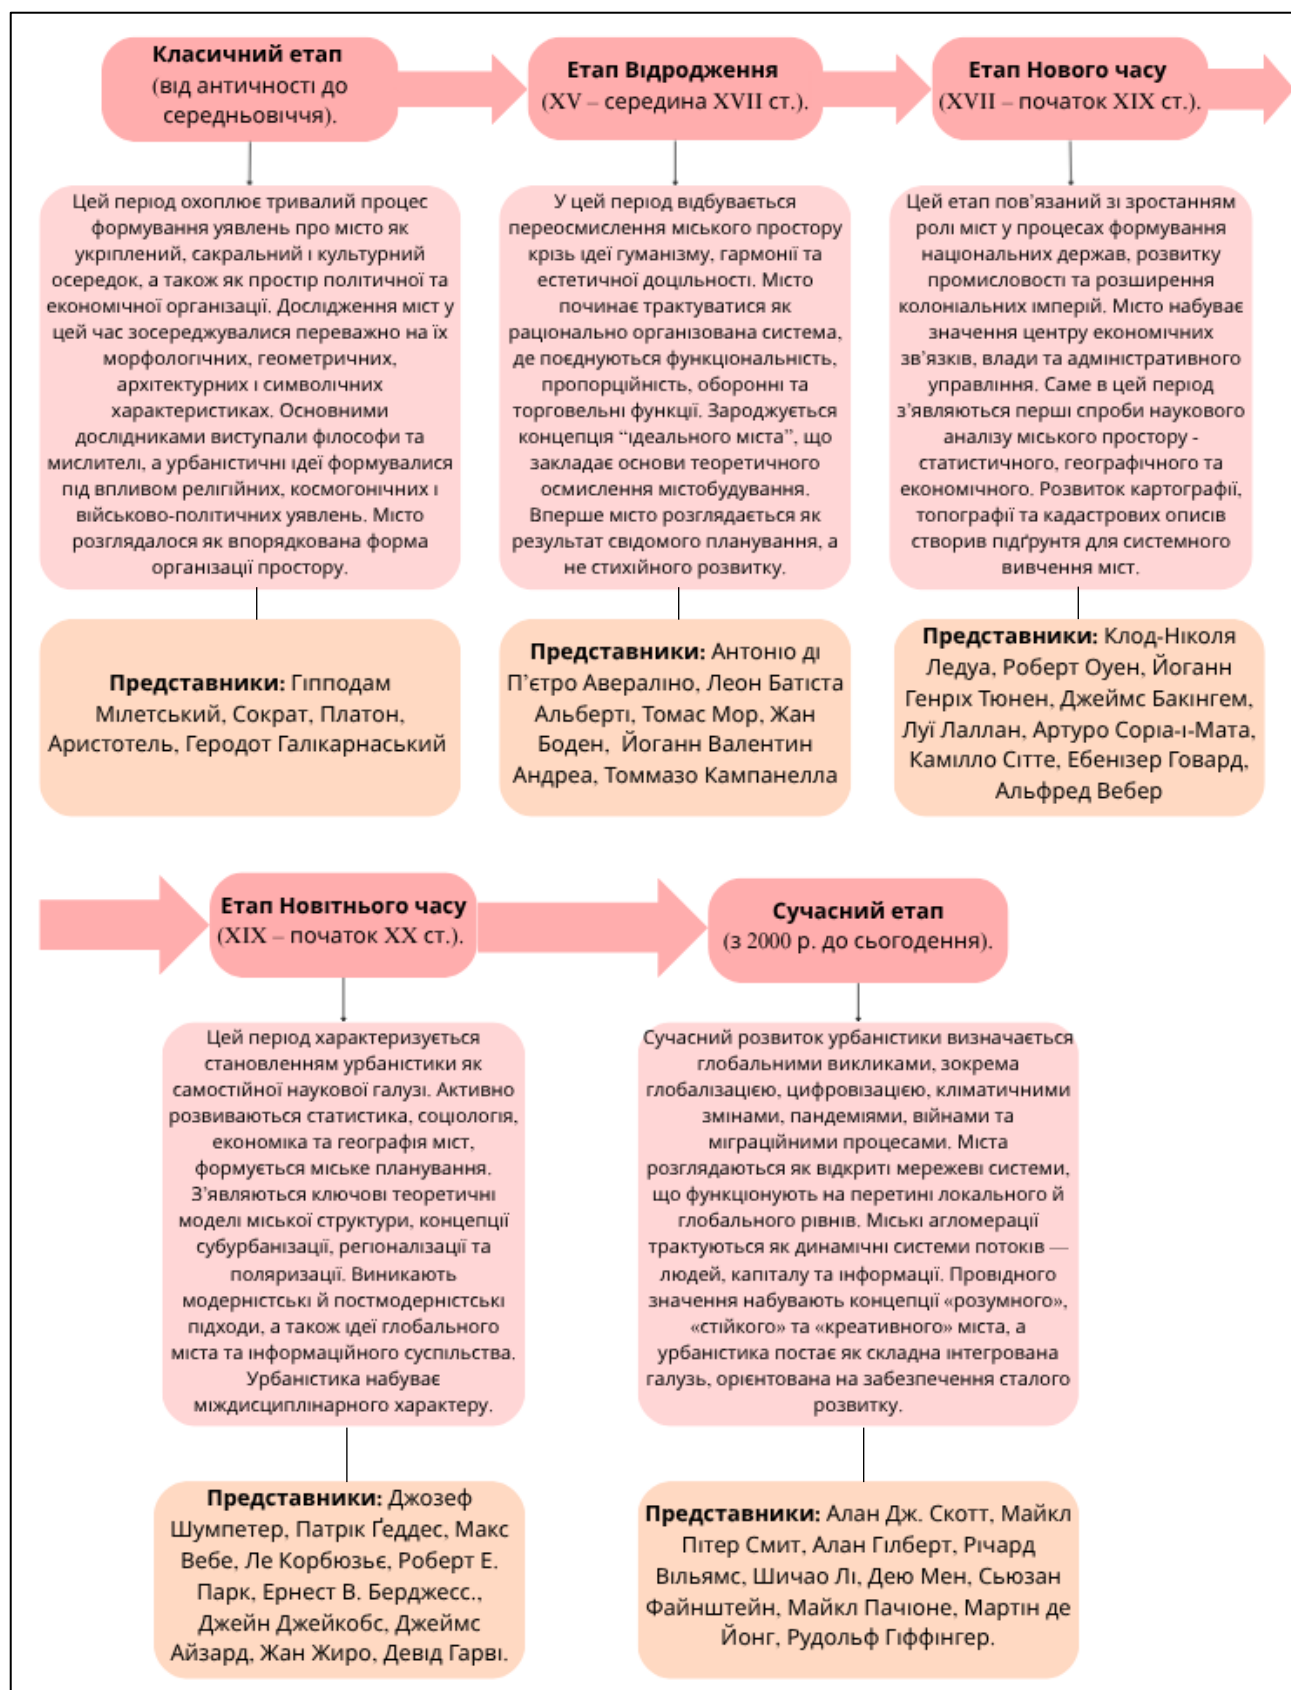 Класичний етап
(від античності до
середньовіччя).
Етап Відродження
(XV – середина XVII ст.).
Етап Нового часу
(XVII – початок XIX ст.).
Цей період охоплює тривалий процес
формування уявлень про місто як
укріплений, сакральний і культурний
осередок, а також як простір політичної та
економічної організації. Дослідження міст у
цей час зосереджувалися переважно на їх
морфологічних, геометричних,
архітектурних і символічних
характеристиках. Основними
дослідниками виступали філософи та
мислителі, а урбаністичні ідеї формувалися
під впливом релігійних, космогонічних і
військово-політичних уявлень. Місто
розглядалося як впорядкована форма
організації простору.
У цей період відбувається
переосмислення міського простору
крізь ідеї гуманізму, гармонії та
естетичної доцільності. Місто
починає трактуватися як
раціонально організована система,
де поєднуються функціональність,
пропорційність, оборонні та
торговельні функції. Зароджується
концепція “ідеального міста”, що
закладає основи теоретичного
осмислення містобудування.
Вперше місто розглядається як
результат свідомого планування, а
не стихійного розвитку.
Цей етап пов’язаний зі зростанням
ролі міст у процесах формування
національних держав, розвитку
промисловості та розширення
колоніальних імперій. Місто набуває
значення центру економічних
зв’язків, влади та адміністративного
управління. Саме в цей період
з’являються перші спроби наукового
аналізу міського простору -
статистичного, географічного та
економічного. Розвиток картографії,
топографії та кадастрових описів
створив підґрунтя для системного
вивчення міст.
Представники: Гіпподам
Мілетський, Сократ, Платон,
Аристотель, Геродот Галікарнаський
Представники: Антоніо ді
П’єтро Авераліно, Леон Батіста
Альберті, Томас Мор, Жан
Боден, Йоганн Валентин
Андреа, Томмазо Кампанелла
Представники: Клод-Ніколя
Ледуа, Роберт Оуен, Йоганн
Генріх Тюнен, Джеймс Бакінгем,
Луї Лаллан, Артуро Соріа-і-Мата,
Камілло Сітте, Ебенізер Говард,
Альфред Вебер
Етап Новітнього часу
(XIX – початок XX ст.).
Сучасний етап
(з 2000 р. до сьогодення).
Цей період характеризується
становленням урбаністики як
самостійної наукової галузі. Активно
розвиваються статистика, соціологія,
економіка та географія міст,
формується міське планування.
З’являються ключові теоретичні
моделі міської структури, концепції
субурбанізації, регіоналізації та
поляризації. Виникають
модерністські й постмодерністські
підходи, а також ідеї глобального
міста та інформаційного суспільства.
Урбаністика набуває
міждисциплінарного характеру.
Сучасний розвиток урбаністики визначається
глобальними викликами, зокрема
глобалізацією, цифровізацією, кліматичними
змінами, пандеміями, війнами та
міграційними процесами. Міста
розглядаються як відкриті мережеві системи,
що функціонують на перетині локального й
глобального рівнів. Міські агломерації
трактуються як динамічні системи потоків —
людей, капіталу та інформації. Провідного
значення набувають концепції «розумного»,
«стійкого» та «креативного» міста, а
урбаністика постає як складна інтегрована
галузь, орієнтована на забезпечення сталого
розвитку.
Представники: Джозеф
Шумпетер, Патрік Ґеддес, Макс
Вебе, Ле Корбюзьє, Роберт Е.
Парк, Ернест В. Берджесс.,
Джейн Джейкобс, Джеймс
Айзард, Жан Жиро, Девід Гарві.
Представники: Алан Дж. Скотт, Майкл
Пітер Смит, Алан Гілберт, Річард
Вільямс, Шичао Лі, Дею Мен, Сьюзан
Файнштейн, Майкл Пачіоне, Мартін де
Йонг, Рудольф Гіффінгер.